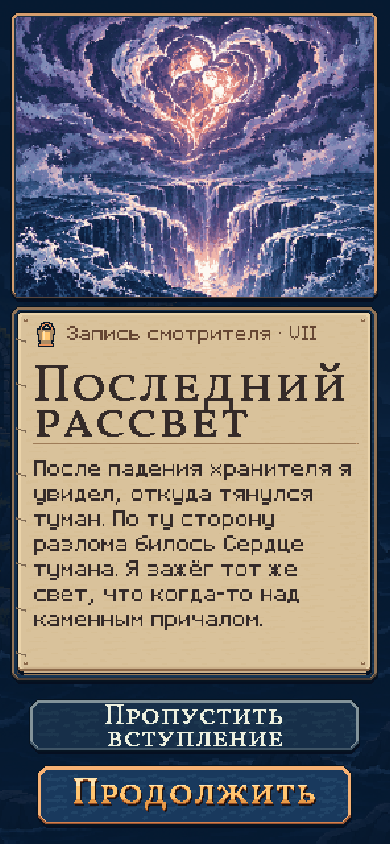 Запись смотрителя · VII
Последний
рассвет
После падения хранителя я
увидел, откуда тянулся
туман. По ту сторону
разлома билось Сердце
тумана. Я зажёг тот же
свет, что когда-то над
каменным причалом.
Пропустить
вступление
Продолжить